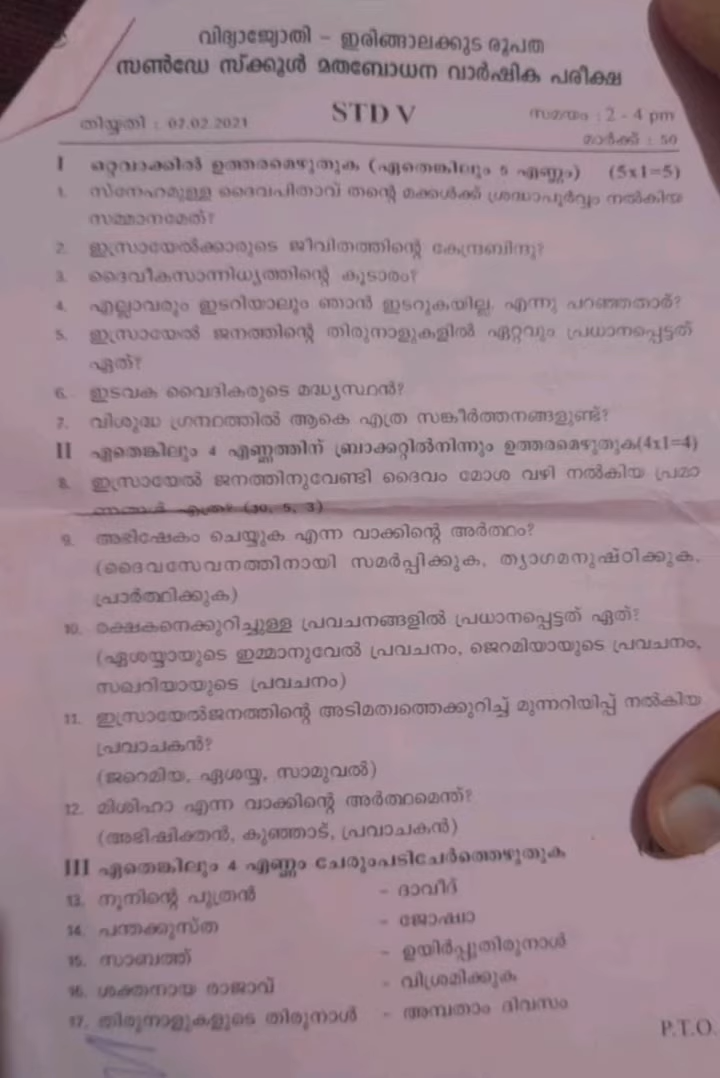 വിദ്യാജ്യോതി – ഇരിങ്ങാലക്കുട രൂപത
സൺഡേ സ്ക്കൂൾ മതബോധന വാർഷിക പരീക്ഷ
തിയ്യതി : 07.02.2021 STD V സമയം : 2 - 4 pm
മാർക്ക് : 50
I ഒറ്റവാക്കിൽ ഉത്തരമെഴുതുക (ഏതെങ്കിലും 5 എണ്ണം) (5x1=5)
1. സ്നേഹമുള്ള ദൈവപിതാവ് തന്റെ മക്കൾക്ക് ശ്രദ്ധാപൂർവ്വം നൽകിയ
സമ്മാനമേത്?
2. ഇസ്രായേൽക്കാരുടെ ജീവിതത്തിന്റെ കേന്ദ്രബിന്ദു?
3. ദൈവീകസാന്നിധ്യത്തിന്റെ കൂടാരം?
4. എല്ലാവരും ഇടറിയാലും ഞാൻ ഇടറുകയില്ല. എന്നു പറഞ്ഞതാര്?
5. ഇസ്രായേൽ ജനത്തിന്റെ തിരുനാളുകളിൽ ഏറ്റവും പ്രധാനപ്പെട്ടത്
ഏത്?
6. ഇടവക വൈദികരുടെ മദ്ധ്യസ്ഥൻ?
7. വിശുദ്ധ ഗ്രന്ഥത്തിൽ ആകെ എത്ര സങ്കീർത്തനങ്ങളുണ്ട്?
II ഏതെങ്കിലും 4 എണ്ണത്തിന് ബ്രാക്കറ്റിൽനിന്നും ഉത്തരമെഴുതുക(4x1=4)
8. ഇസ്രായേൽ ജനത്തിനുവേണ്ടി ദൈവം മോശ വഴി നൽകിയ പ്രമാ
ണങ്ങൾ എത്ര? (10, 5, 3)
9. അഭിഷേകം ചെയ്യുക എന്ന വാക്കിന്റെ അർത്ഥം?
(ദൈവസേവനത്തിനായി സമർപ്പിക്കുക, ത്യാഗമനുഷ്ഠിക്കുക,
പ്രാർത്ഥിക്കുക)
10. രക്ഷകനെക്കുറിച്ചുള്ള പ്രവചനങ്ങളിൽ പ്രധാനപ്പെട്ടത് ഏത്?
(ഏശയ്യായുടെ ഇമ്മാനുവേൽ പ്രവചനം, ജെറമിയായുടെ പ്രവചനം,
സഖറിയായുടെ പ്രവചനം)
11. ഇസ്രായേൽജനത്തിന്റെ അടിമത്വത്തെക്കുറിച്ച് മുന്നറിയിപ്പ് നൽകിയ
പ്രവാചകൻ?
(ജറെമിയ, ഏശയ്യ, സാമുവൽ)
12. മിശിഹാ എന്ന വാക്കിന്റെ അർത്ഥമെന്ത്?
(അഭിഷിക്തൻ, കുഞ്ഞാട്, പ്രവാചകൻ)
III ഏതെങ്കിലും 4 എണ്ണം ചേരുംപടിചേർത്തെഴുതുക
13. നൂനിന്റെ പുത്രൻ – ദാവീദ്
14. പന്തക്കുസ്ത – ജോഷ്വാ
15. സാബത്ത് – ഉയിർപ്പുതിരുനാൾ
16. ശക്തനായ രാജാവ് – വിശ്രമിക്കുക
17. തിരുനാളുകളുടെ തിരുനാൾ – അമ്പതാം ദിവസം
P.T.O.